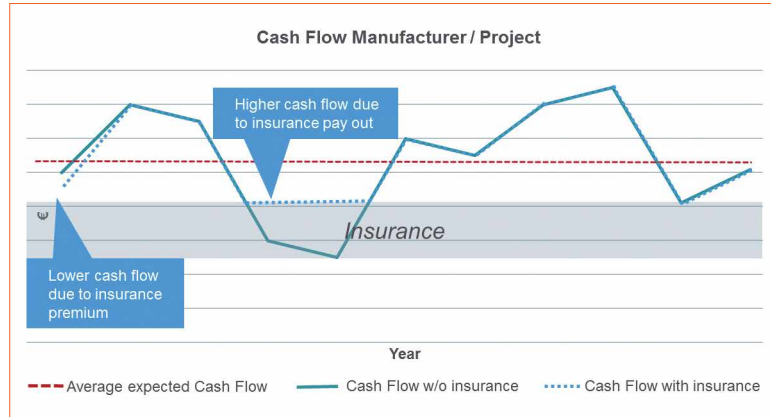 Cash Flow Manufacturer / Project
Higher cash flow due
to insurance pay out
€
Insurance
Lower cash flow
due to insurance
premium
Year
Average expected Cash Flow
Cash Flow w/o insurance
Cash Flow with insurance